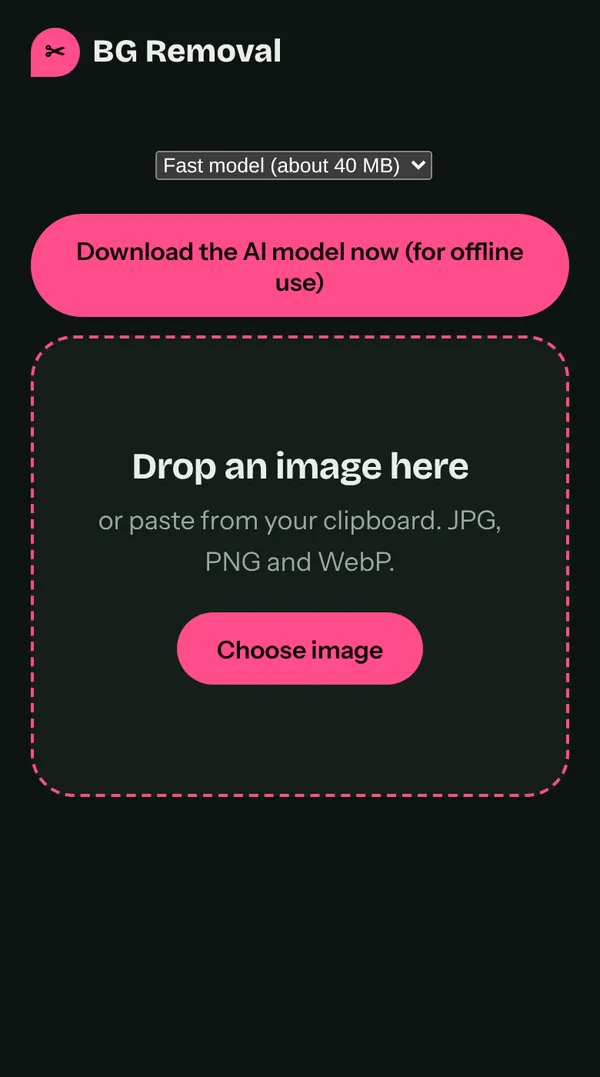 BG Removal
Fast model (about 40 MB)
Download the AI model now (for offline
use)
Drop an image here
or paste from your clipboard. JPG,
PNG and WebP.
Choose image